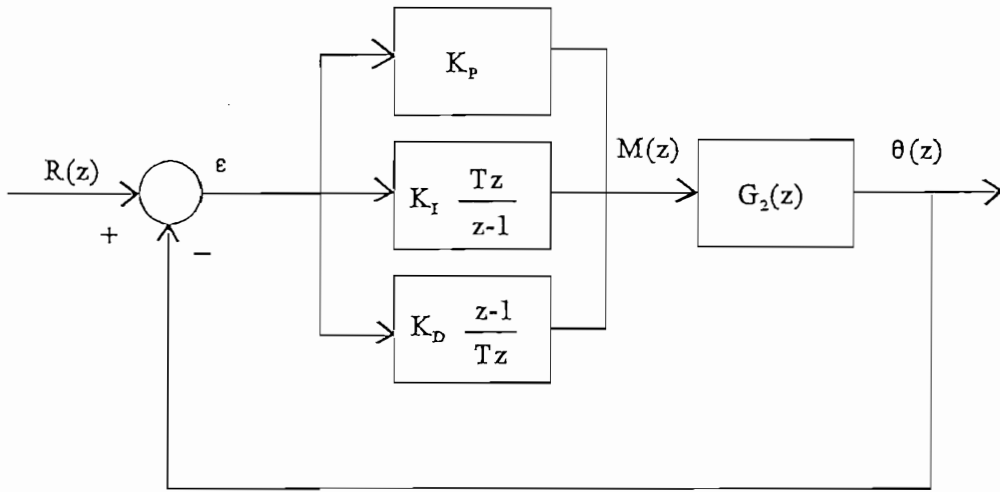 K_P
R(z)
ε
+
−
K_I Tz
z-1
M(z)
G_2(z)
θ(z)
K_D z-1
Tz